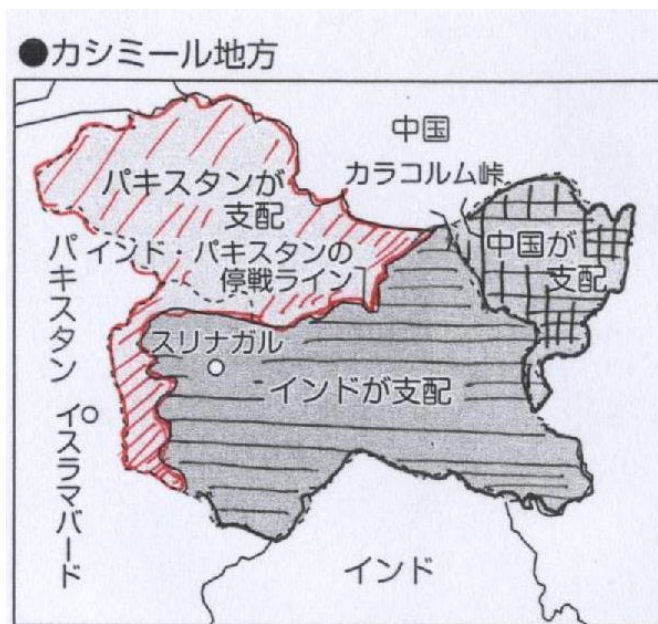 ●カシミール地方
中国
カラコルム峠
パキスタンが
支配
中国が
支配
パキスタン
インド・パキスタンの
停戦ライン
スリナガル
インドが支配
イスラマバード
インド